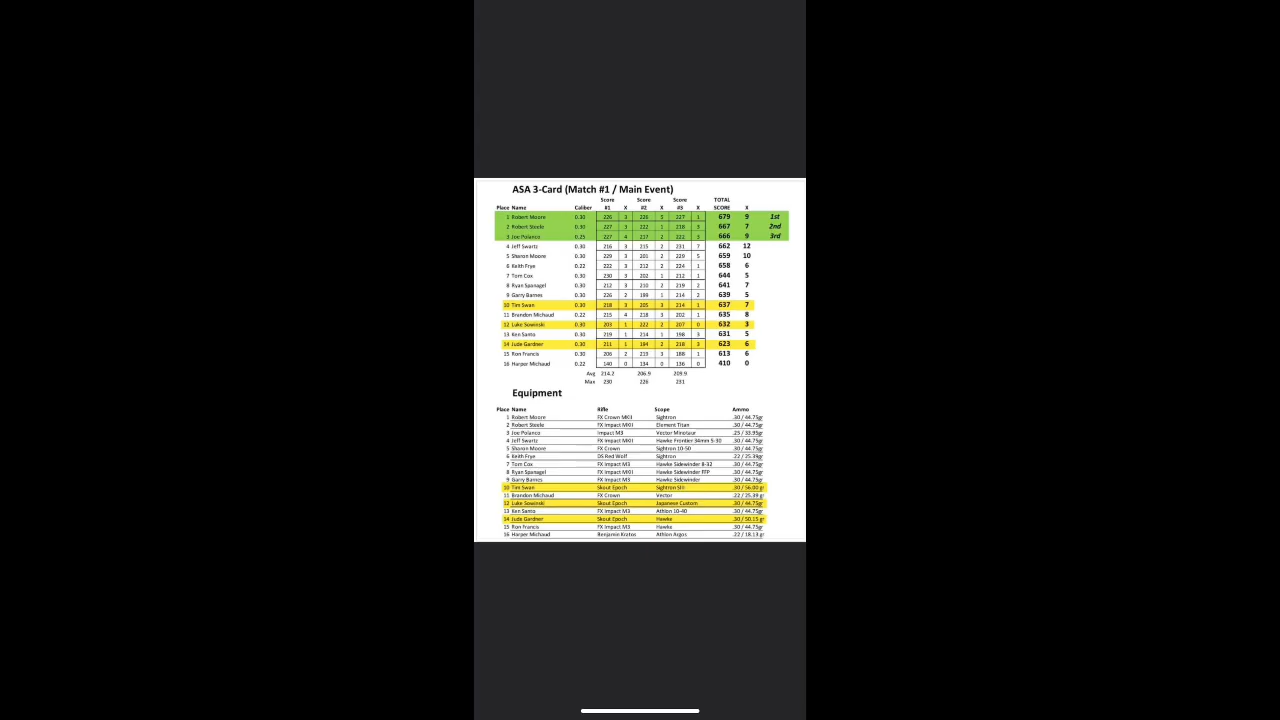 ASA 3-Card (Match #1 / Main Event)
Score Score Score TOTAL
Place Name Caliber #1 X #2 X #3 X SCORE X
1 Robert Moore 0.30 226 3 226 5 227 1 679 9 1st
2 Robert Steele 0.30 227 3 222 1 218 3 667 7 2nd
3 Joe Polanco 0.25 227 4 217 2 222 3 666 9 3rd
4 Jeff Swartz 0.30 216 3 215 2 231 7 662 12
5 Sharon Moore 0.30 229 3 201 2 229 5 659 10
6 Keith Frye 0.22 222 3 212 2 224 1 658 6
7 Tom Cox 0.30 230 3 202 1 212 1 644 5
8 Ryan Spanagel 0.30 212 3 210 2 219 2 641 7
9 Garry Barnes 0.30 226 2 199 1 214 2 639 5
10 Tim Swan 0.30 218 3 205 3 214 1 637 7
11 Brandon Michaud 0.22 215 4 218 3 202 1 635 8
12 Luke Sowinski 0.30 203 1 222 2 207 0 632 3
13 Ken Santo 0.30 219 1 214 1 198 3 631 5
14 Jude Gardner 0.30 211 1 194 2 218 3 623 6
15 Ron Francis 0.30 206 2 219 3 188 1 613 6
16 Harper Michaud 0.22 140 0 134 0 136 0 410 0
Avg 214.2 206.9 209.9
Max 230 226 231
Equipment
Place Name Rifle Scope Ammo
1 Robert Moore FX Crown MKII Sightron .30 / 44.75gr
2 Robert Steele FX Impact MKII Element Titan .30 / 44.75gr
3 Joe Polanco Impact M3 Vector Minotaur .25 / 33.95gr
4 Jeff Swartz FX Impact MKII Hawke Frontier 34mm 5-30 .30 / 44.75gr
5 Sharon Moore FX Crown Sightron 10-50 .30 / 44.75gr
6 Keith Frye DS Red Wolf Sightron .22 / 25.39gr
7 Tom Cox FX Impact M3 Hawke Sidewinder 8-32 .30 / 44.75gr
8 Ryan Spanagel FX Impact MKII Hawke Sidewinder FFP .30 / 44.75gr
9 Garry Barnes FX Impact M3 Hawke Sidewinder .30 / 44.75gr
10 Tim Swan Skout Epoch Sightron SIII .30 / 56.00 gr
11 Brandon Michaud FX Crown Vector .22 / 25.39 gr
12 Luke Sowinski Skout Epoch Japanese Custom .30 / 44.75gr
13 Ken Santo FX Impact M3 Athlon 10-40 .30 / 44.75gr
14 Jude Gardner Skout Epoch Hawke .30 / 50.15 gr
15 Ron Francis FX Impact M3 Hawke .30 / 44.75gr
16 Harper Michaud Benjamin Kratos Athlon Argos .22 / 18.13 gr